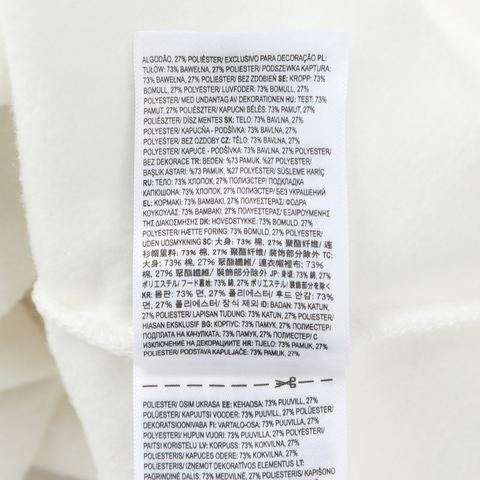 ALGODÃO, 27% POLIÉSTER/ EXCLUSIVO PARA DECORAÇÃO PL:
TUŁÓW: 73% BAWEŁNA, 27% POLIESTER/ PODSZEWKA KAPTURA:
73% BAWEŁNA, 27% POLIESTER/ BEZ ZDOBIEŃ SE: KROPP: 73%
BOMULL, 27% POLYESTER/ LUVFODER: 73% BOMULL, 27%
POLYESTER/ MED UNDANTAG AV DEKORATIONEN HU: TEST: 73%
PAMUT, 27% POLIÉSZTER/ KAPUCNI BÉLÉS: 73% PAMUT, 27%
POLIÉSZTER/ DÍSZ MENTES SK: TELO: 73% BAVLNA, 27%
POLYESTER/ KAPUCŇA - PODŠÍVKA: 73% BAVLNA, 27%
POLYESTER/ BEZ OZDOBY CZ: TĚLO: 73% BAVLNA, 27%
POLYESTER/ KAPUCE - PODŠÍVKA: 73% BAVLNA, 27% POLYESTER/
BEZ DEKORACE TR: BEDEN: %73 PAMUK, %27 POLYESTER/
BAŞLIK ASTARI: %73 PAMUK, %27 POLYESTER/ SÜSLEME HARİÇ
RU: ТЕЛО: 73% ХЛОПОК, 27% ПОЛИЭСТЕР/ ПОДКЛАДКА
КАПЮШОНА: 73% ХЛОПОК, 27% ПОЛИЭСТЕР/ БЕЗ УКРАШЕНИЙ
EL: ΚΟΡΜΑΚΙ: 73% ΒΑΜΒΑΚΙ, 27% ΠΟΛΥΕΣΤΕΡΑΣ/ ΦΟΔΡΑ
ΚΟΥΚΟΥΛΑΣ: 73% ΒΑΜΒΑΚΙ, 27% ΠΟΛΥΕΣΤΕΡΑΣ/ ΕΞΑΙΡΟΥΜΕΝΗΣ
ΤΗΣ ΔΙΑΚΟΣΜΗΣΗΣ DK: HOVEDSTYKKE: 73% BOMULD, 27%
POLYESTER/ HÆTTE FORING: 73% BOMULD, 27% POLYESTER/
UDEN UDSMYKNING SC: 大身: 73% 棉, 27% 聚酯纤维/ 连
衫帽里料: 73% 棉, 27% 聚酯纤维/ 装饰部分除外 TC:
大身: 73% 棉, 27% 聚酯纖維/ 連衣帽裡布: 73%
棉, 27% 聚酯纖維/ 裝飾部分除外 JP: 身頃: 73% 綿, 27%
ポリエステル/ フード裏地: 73% 綿, 27% ポリエステル/ 装飾部分除く
KR: 몸판: 73% 면, 27% 폴리에스터/ 후드 안감: 73%
면, 27% 폴리에스터/ 장식 제외 ID: BADAN: 73% KATUN, 27%
POLYESTER/ LAPISAN TUDUNG: 73% KATUN, 27% POLYESTER/
HIASAN EKSKLUSIF BG: КОРПУС: 73% ПАМУК, 27% ПОЛИЕСТЕР/
ПОДПЛАТА НА КАЧУЛКАТА: 73% ПАМУК, 27% ПОЛИЕСТЕР/ С
ИЗКЛЮЧЕНИЕ НА ДЕКОРАЦИИТЕ HR: TIJELO: 73% PAMUK, 27%
POLIESTER/ PODSTAVA KAPULJAČE: 73% PAMUK, 27%
POLIESTER/ OSIM UKRASA EE: KEHAOSA: 73% PUUVILL, 27%
POLÜESTER/ KAPUUTSI VOODER: 73% PUUVILL, 27% POLÜESTER/
DEKORATSIOONIVABA FI: VARTALO-OSA: 73% PUUVILLA, 27%
POLYESTERI/ HUPUN VUORI: 73% PUUVILLA, 27% POLYESTERI/
PAITSI KORISTELU LV: KORPUSS: 73% KOKVILNA, 27%
POLIESTERIS/ KAPUCES ODERE: 73% KOKVILNA, 27%
POLIESTERIS/ IZŅEMOT DEKORATĪVOS ELEMENTUS LT:
PAGRINDINĖ DALIS: 73% MEDVILNĖ, 27% POLIESTERIS/ KAPIŠONO